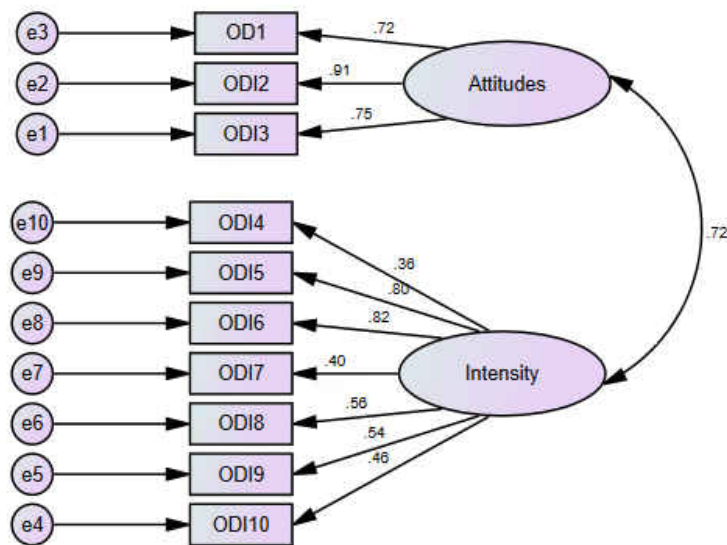 e3 OD1 .72
e2 ODI2 .91 Attitudes
e1 ODI3 .75
e10 ODI4
.36
e9 ODI5 .80
e8 ODI6 .82
e7 ODI7 .40 Intensity
e6 ODI8 .56
e5 ODI9 .54
.46
e4 ODI10
.72